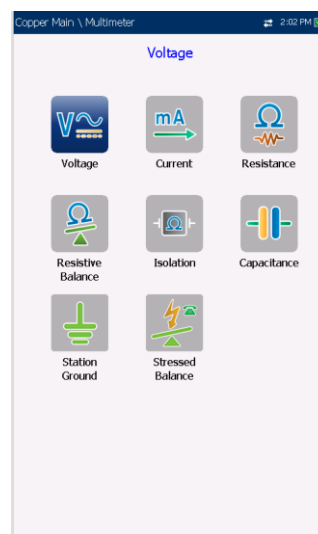 Copper Main \ Multimeter 2:02 PM
Voltage
V
mA
Ω
Voltage
Current
Resistance
Ω
Ω
Resistive
Balance
Isolation
Capacitance
Station
Ground
Stressed
Balance